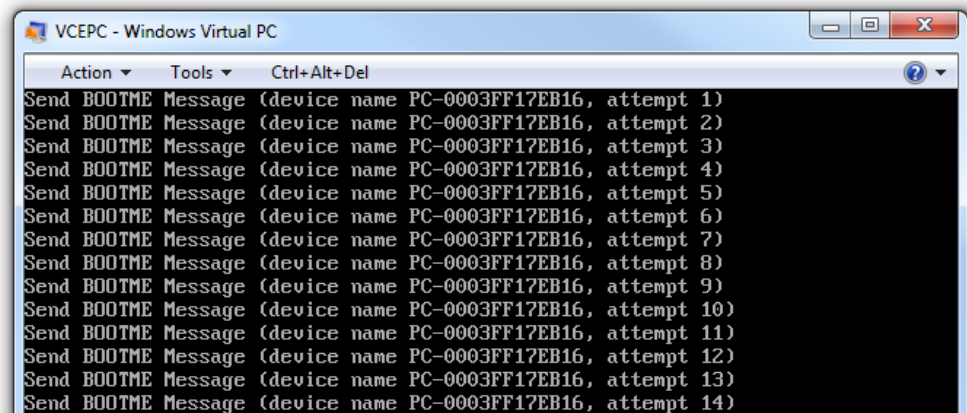 VCEPC - Windows Virtual PC
Action Tools Ctrl+Alt+Del
Send BOOTME Message (device name PC-0003FF17EB16, attempt 1)
Send BOOTME Message (device name PC-0003FF17EB16, attempt 2)
Send BOOTME Message (device name PC-0003FF17EB16, attempt 3)
Send BOOTME Message (device name PC-0003FF17EB16, attempt 4)
Send BOOTME Message (device name PC-0003FF17EB16, attempt 5)
Send BOOTME Message (device name PC-0003FF17EB16, attempt 6)
Send BOOTME Message (device name PC-0003FF17EB16, attempt 7)
Send BOOTME Message (device name PC-0003FF17EB16, attempt 8)
Send BOOTME Message (device name PC-0003FF17EB16, attempt 9)
Send BOOTME Message (device name PC-0003FF17EB16, attempt 10)
Send BOOTME Message (device name PC-0003FF17EB16, attempt 11)
Send BOOTME Message (device name PC-0003FF17EB16, attempt 12)
Send BOOTME Message (device name PC-0003FF17EB16, attempt 13)
Send BOOTME Message (device name PC-0003FF17EB16, attempt 14)